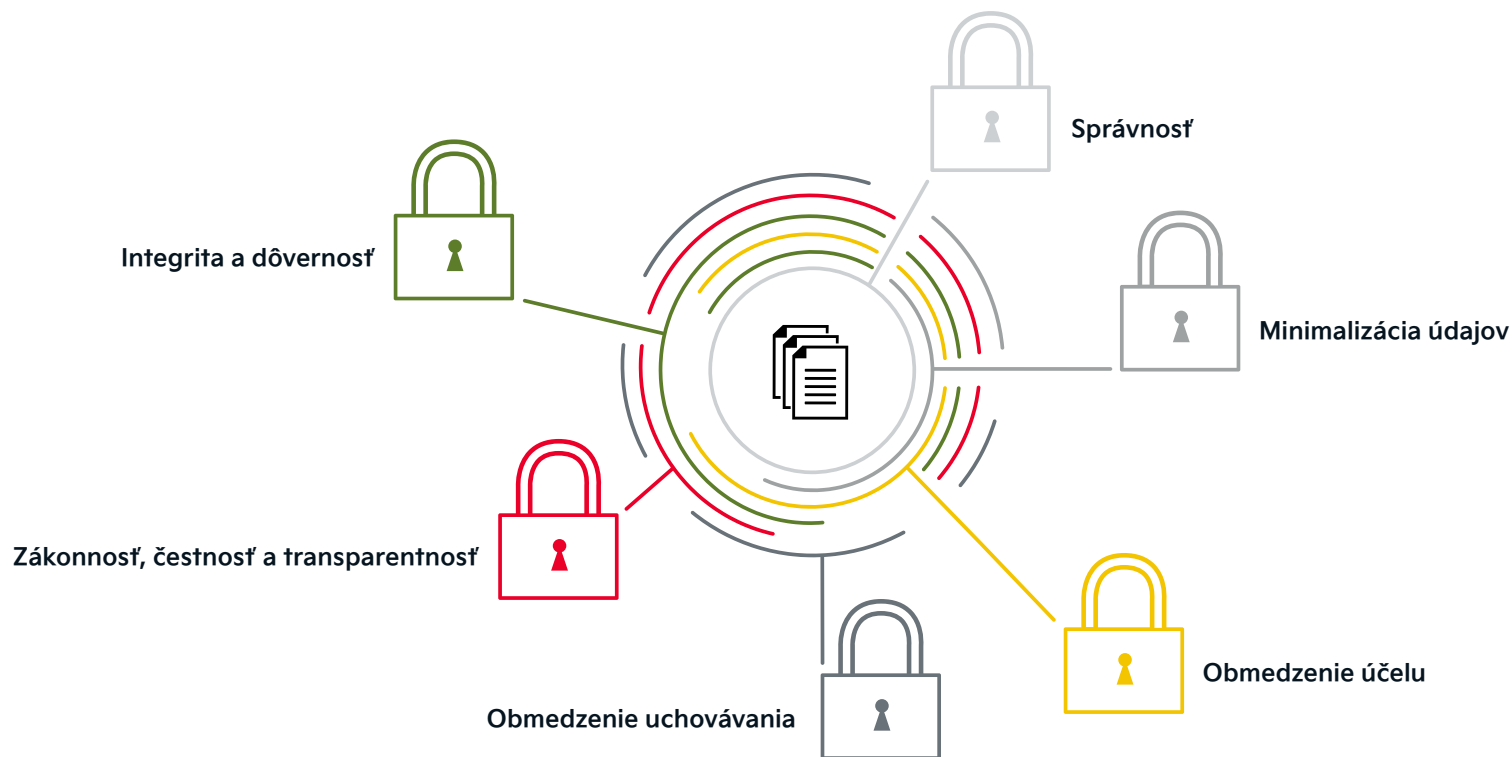 Správnosť
Integrita a dôvernosť
Minimalizácia údajov
Zákonnosť, čestnosť a transparentnosť
Obmedzenie účelu
Obmedzenie uchovávania